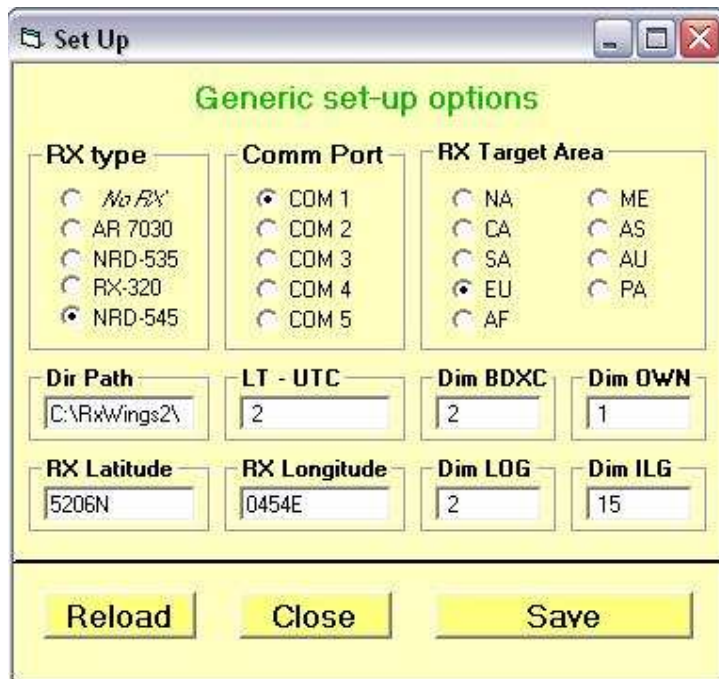 Set Up
Generic set-up options
RX type
No RX
AR 7030
NRD-535
RX-320
NRD-545
Comm Port
COM 1
COM 2
COM 3
COM 4
COM 5
RX Target Area
NA
CA
SA
EU
AF
ME
AS
AU
PA
Dir Path
C:\RxWings2\
LT - UTC
2
Dim BDXC
2
Dim OWN
1
RX Latitude
5206N
RX Longitude
0454E
Dim LOG
2
Dim ILG
15
Reload
Close
Save